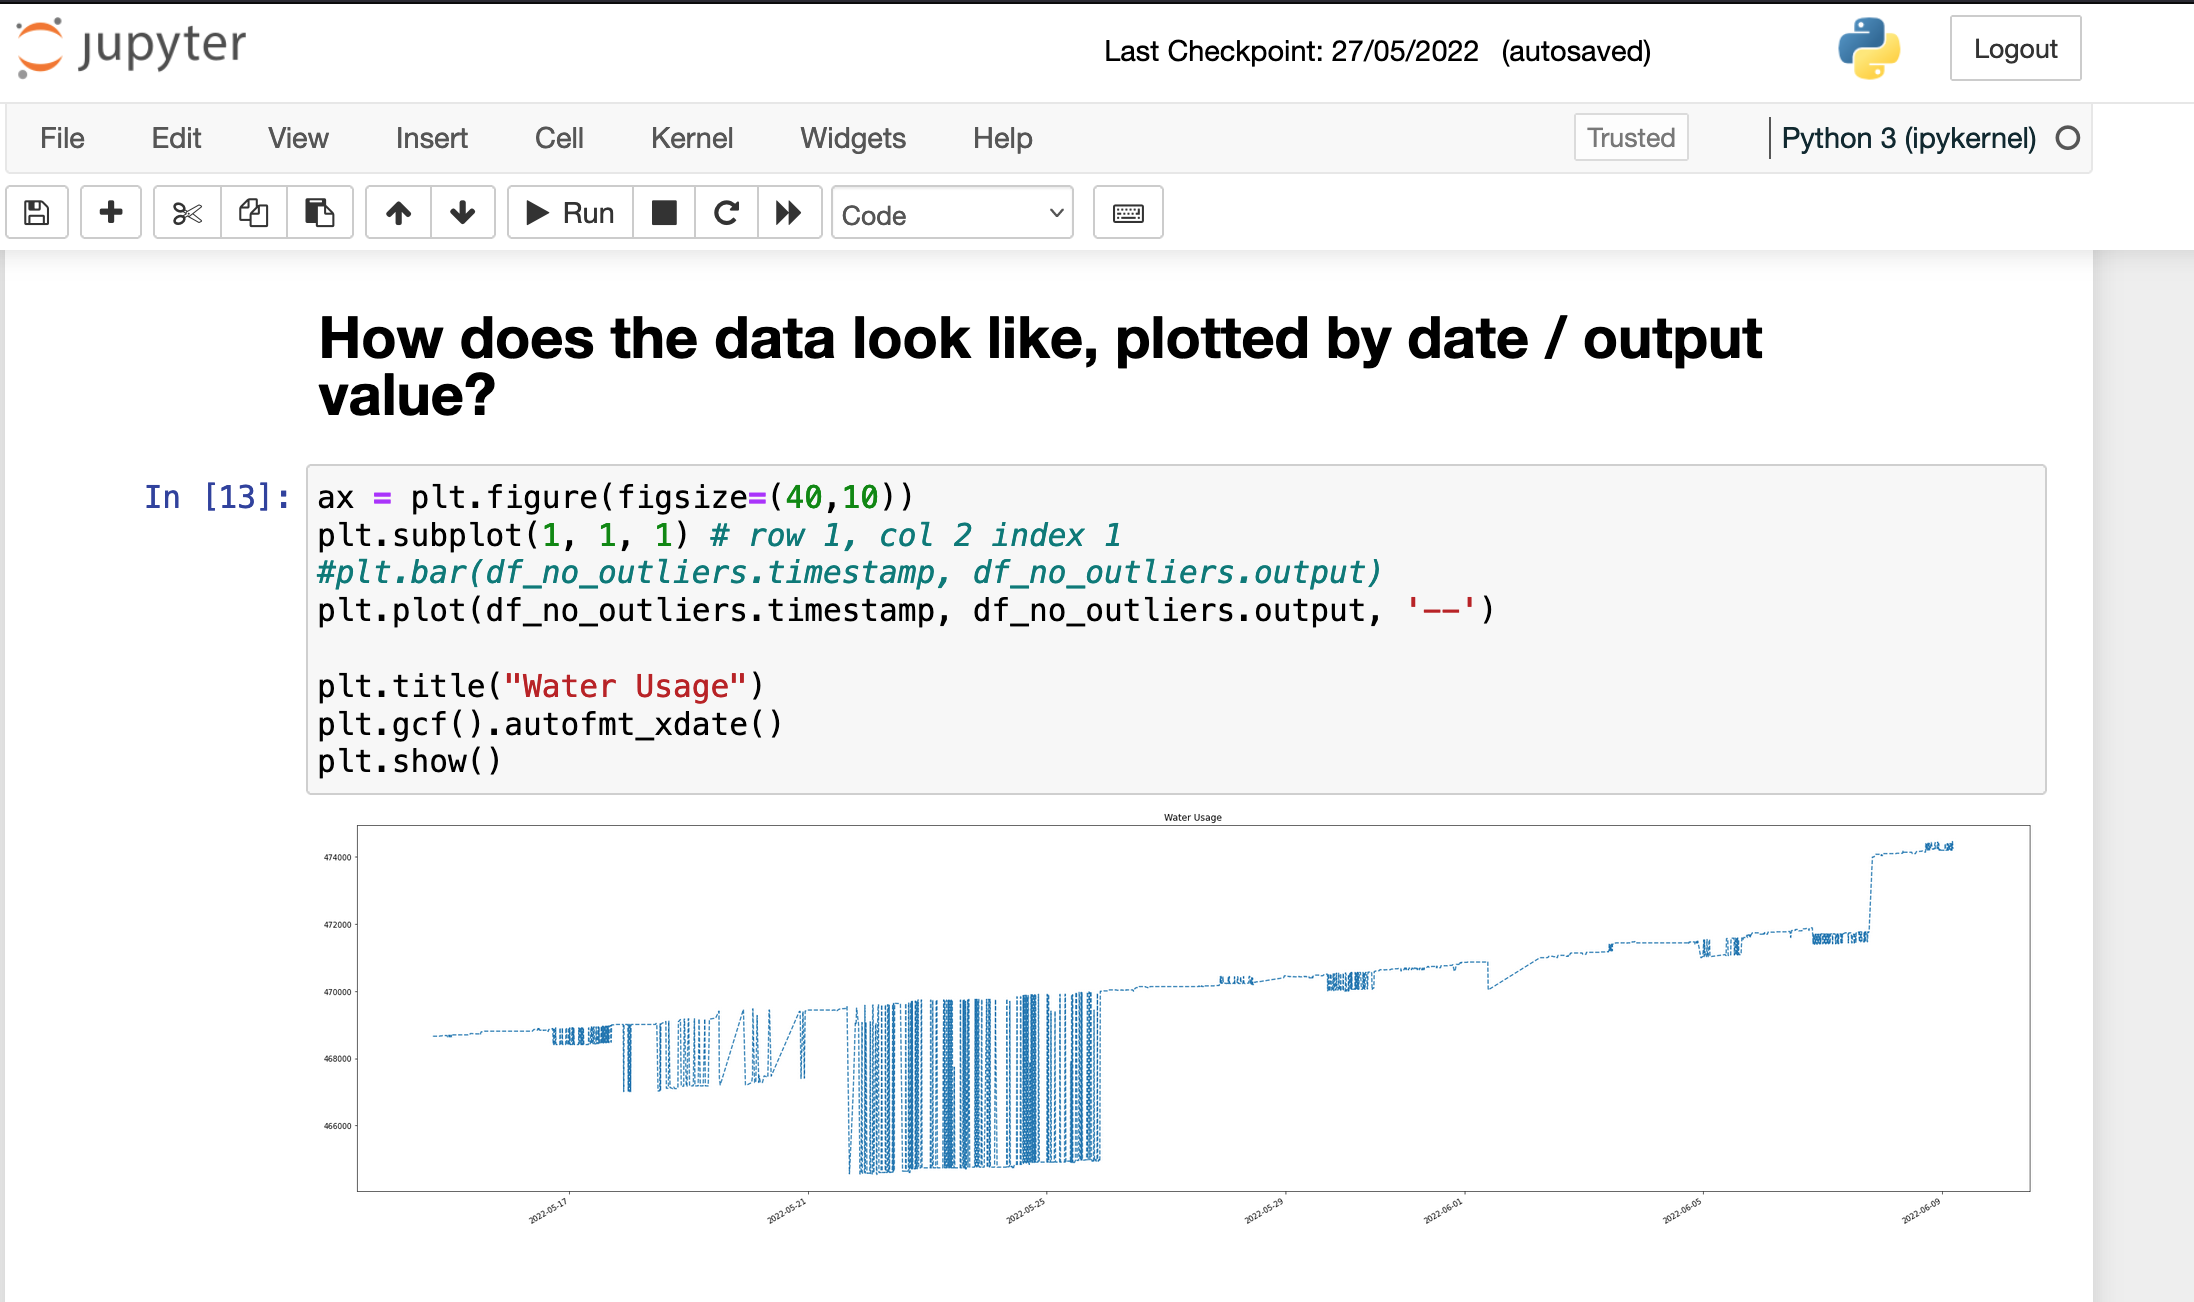 jupyter
Last Checkpoint: 27/05/2022 (autosaved)
Logout
File Edit View Insert Cell Kernel Widgets Help
Trusted
Python 3 (ipykernel)
Run
Code
How does the data look like, plotted by date / output
value?
In [13]:
ax = plt.figure(figsize=(40,10))
plt.subplot(1, 1, 1) # row 1, col 2 index 1
#plt.bar(df_no_outliers.timestamp, df_no_outliers.output)
plt.plot(df_no_outliers.timestamp, df_no_outliers.output, '--')
plt.title("Water Usage")
plt.gcf().autofmt_xdate()
plt.show()
Water Usage
474000
472000
470000
468000
466000
2022-05-17
2022-05-21
2022-05-25
2022-05-29
2022-06-01
2022-06-05
2022-06-09